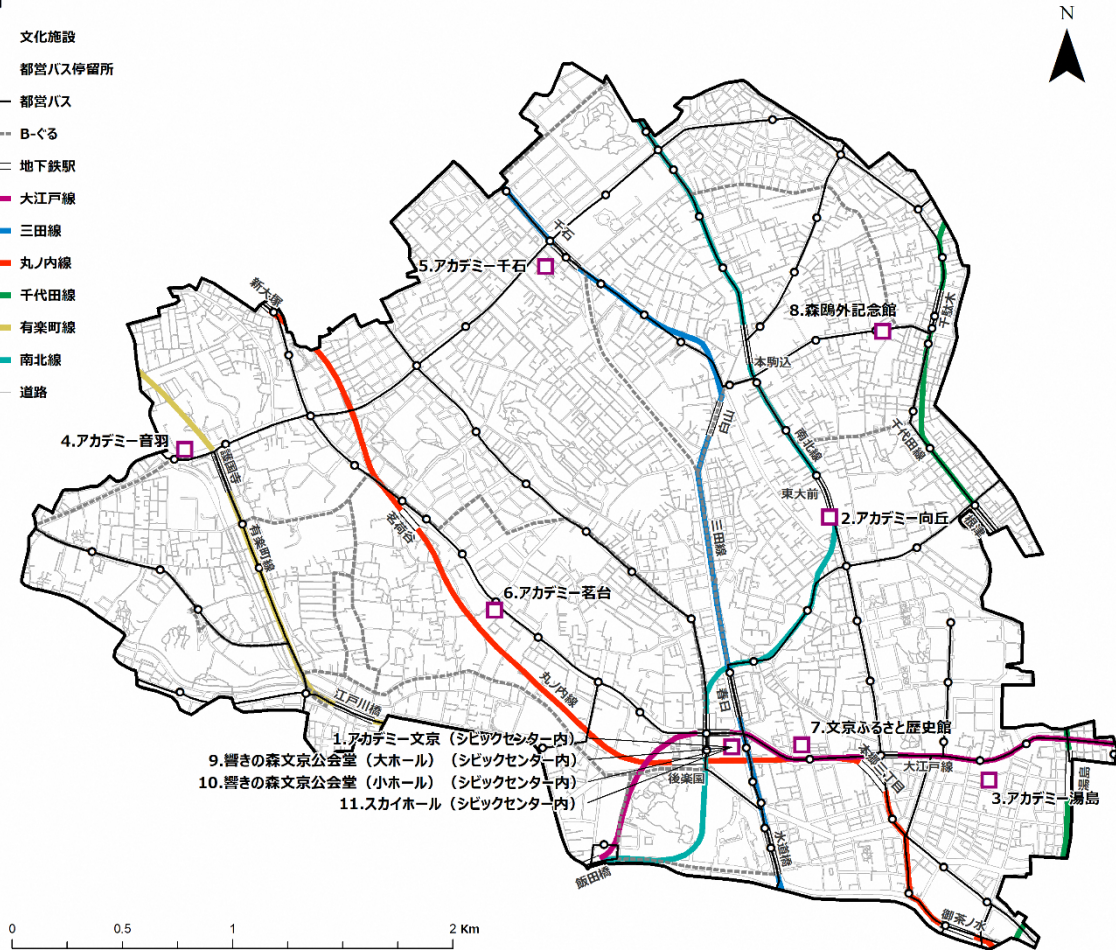 N
文化施設
都営バス停留所
都営バス
B-ぐる
地下鉄駅
大江戸線
三田線
丸ノ内線
千代田線
有楽町線
南北線
道路
千石
5.アカデミー千石
新大塚
8.森鴎外記念館
千駄木
本駒込
白山
南北線
千代田線
4.アカデミー音羽
護国寺
東大前
2.アカデミー向丘
根津
茗荷谷
有楽町線
三田線
6.アカデミー茗台
丸ノ内線
江戸川橋
春日
7.文京ふるさと歴史館
1.アカデミー文京（シビックセンター内）
9.響きの森文京公会堂（大ホール）（シビックセンター内）
10.響きの森文京公会堂（小ホール）（シビックセンター内）
11.スカイホール（シビックセンター内）
後楽園
本郷三丁目
大江戸線
湯島
3.アカデミー湯島
水道橋
飯田橋
御茶ノ水
0 0.5 1 2 Km